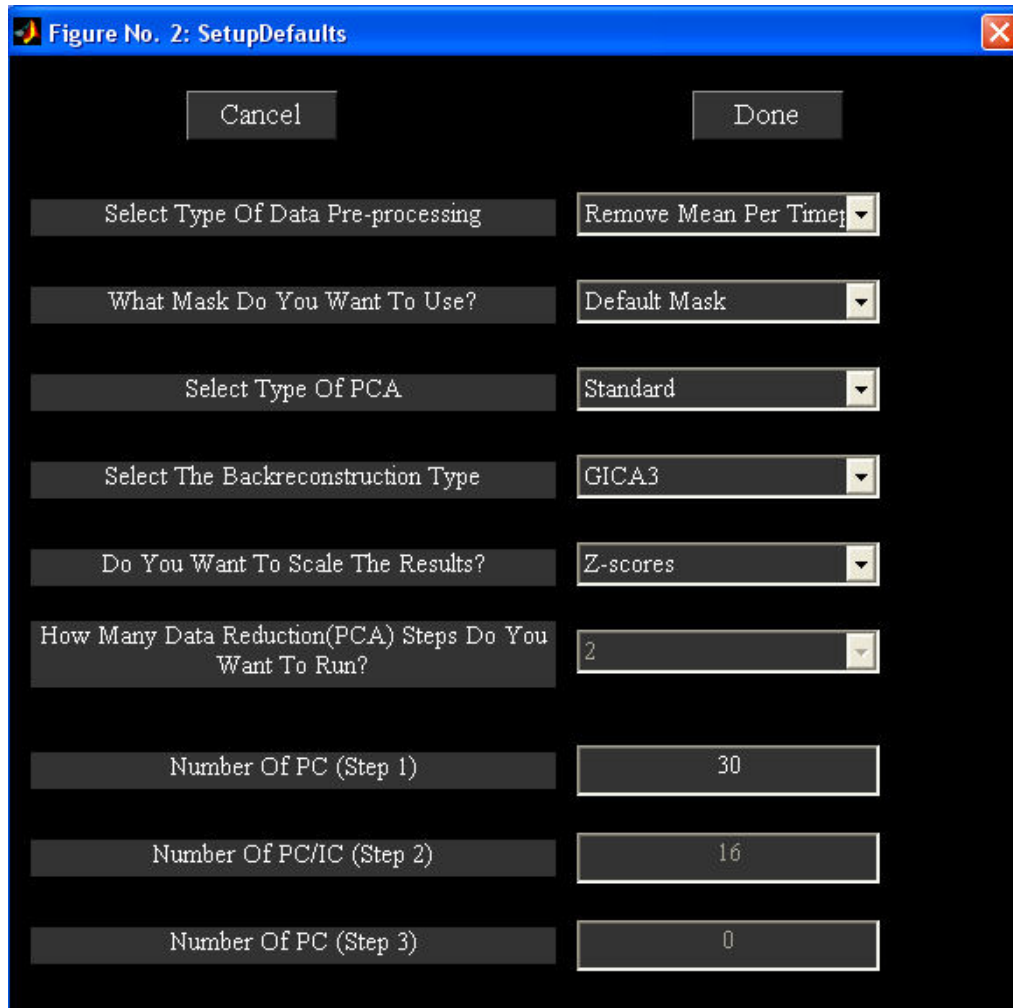 Figure No. 2: SetupDefaults
Cancel
Done
Select Type Of Data Pre-processing
Remove Mean Per Timep
What Mask Do You Want To Use?
Default Mask
Select Type Of PCA
Standard
Select The Backreconstruction Type
GICA3
Do You Want To Scale The Results?
Z-scores
How Many Data Reduction(PCA) Steps Do You
Want To Run?
2
Number Of PC (Step 1)
30
Number Of PC/IC (Step 2)
16
Number Of PC (Step 3)
0